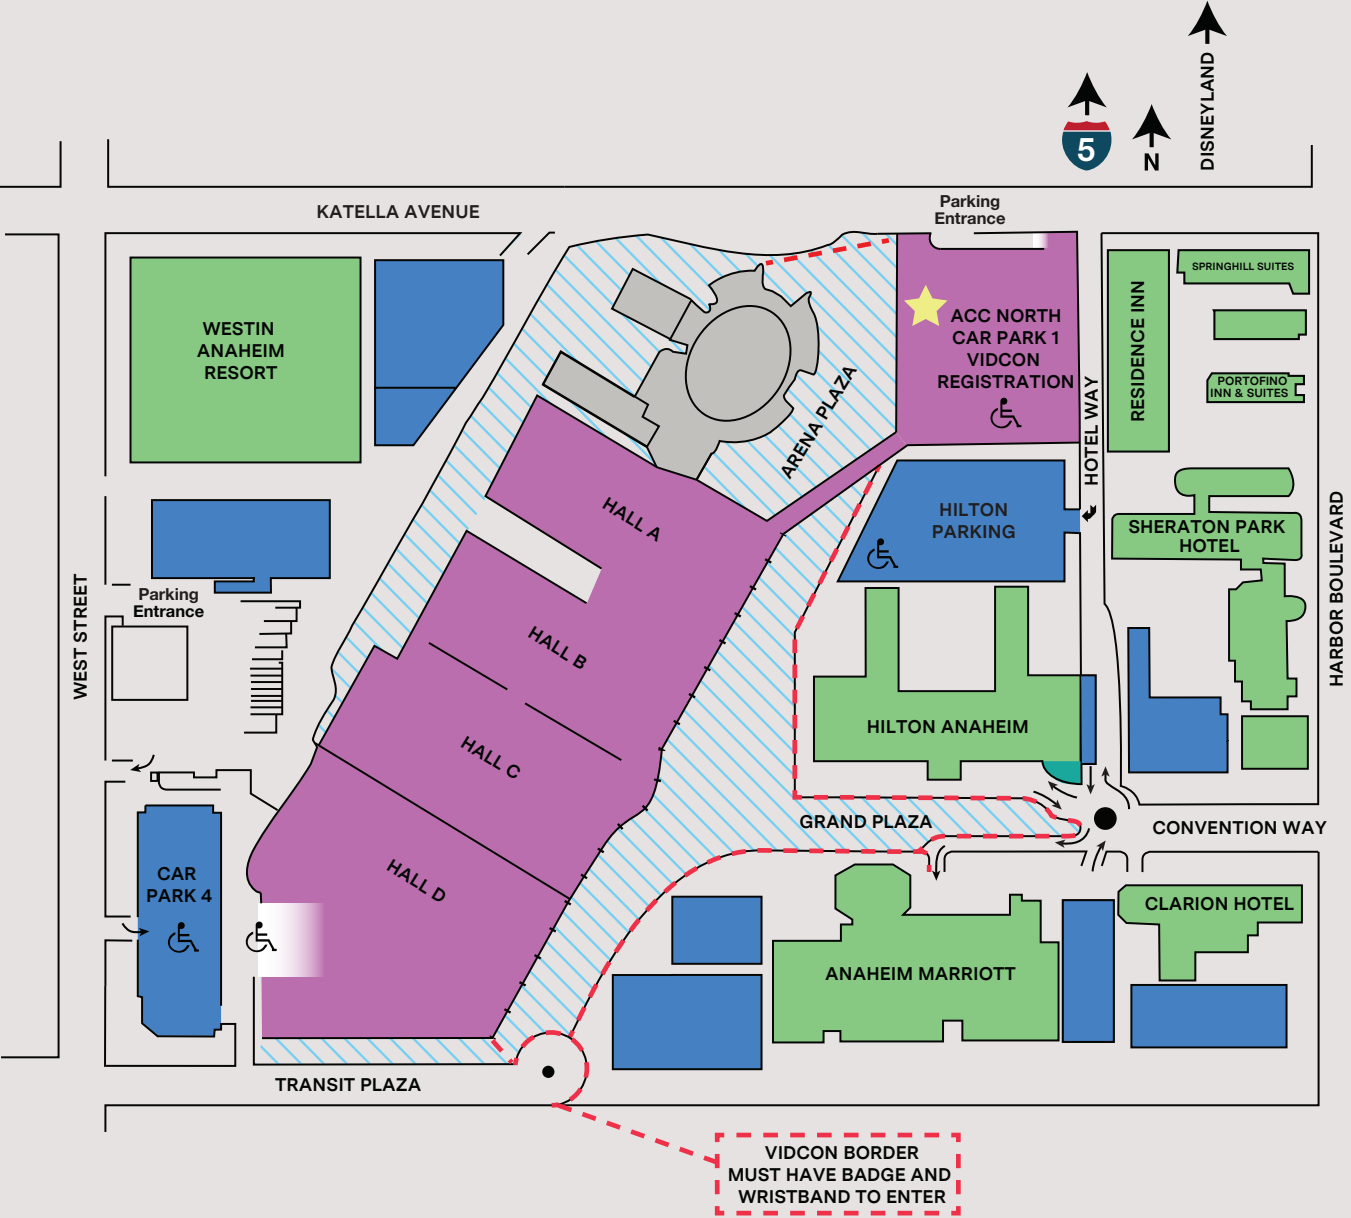 DISNEYLAND
5
N
KATELLA AVENUE
Parking
Entrance
WESTIN
ANAHEIM
RESORT
ACC NORTH
CAR PARK 1
VIDCON
REGISTRATION
SPRINGHILL SUITES
RESIDENCE INN
PORTOFINO
INN & SUITES
HOTEL WAY
ARENA PLAZA
HALL A
HILTON
PARKING
SHERATON PARK
HOTEL
HARBOR BOULEVARD
WEST STREET
Parking
Entrance
HALL B
HALL C
HILTON ANAHEIM
GRAND PLAZA
CONVENTION WAY
HALL D
CAR
PARK 4
CLARION HOTEL
ANAHEIM MARRIOTT
TRANSIT PLAZA
VIDCON BORDER
MUST HAVE BADGE AND
WRISTBAND TO ENTER